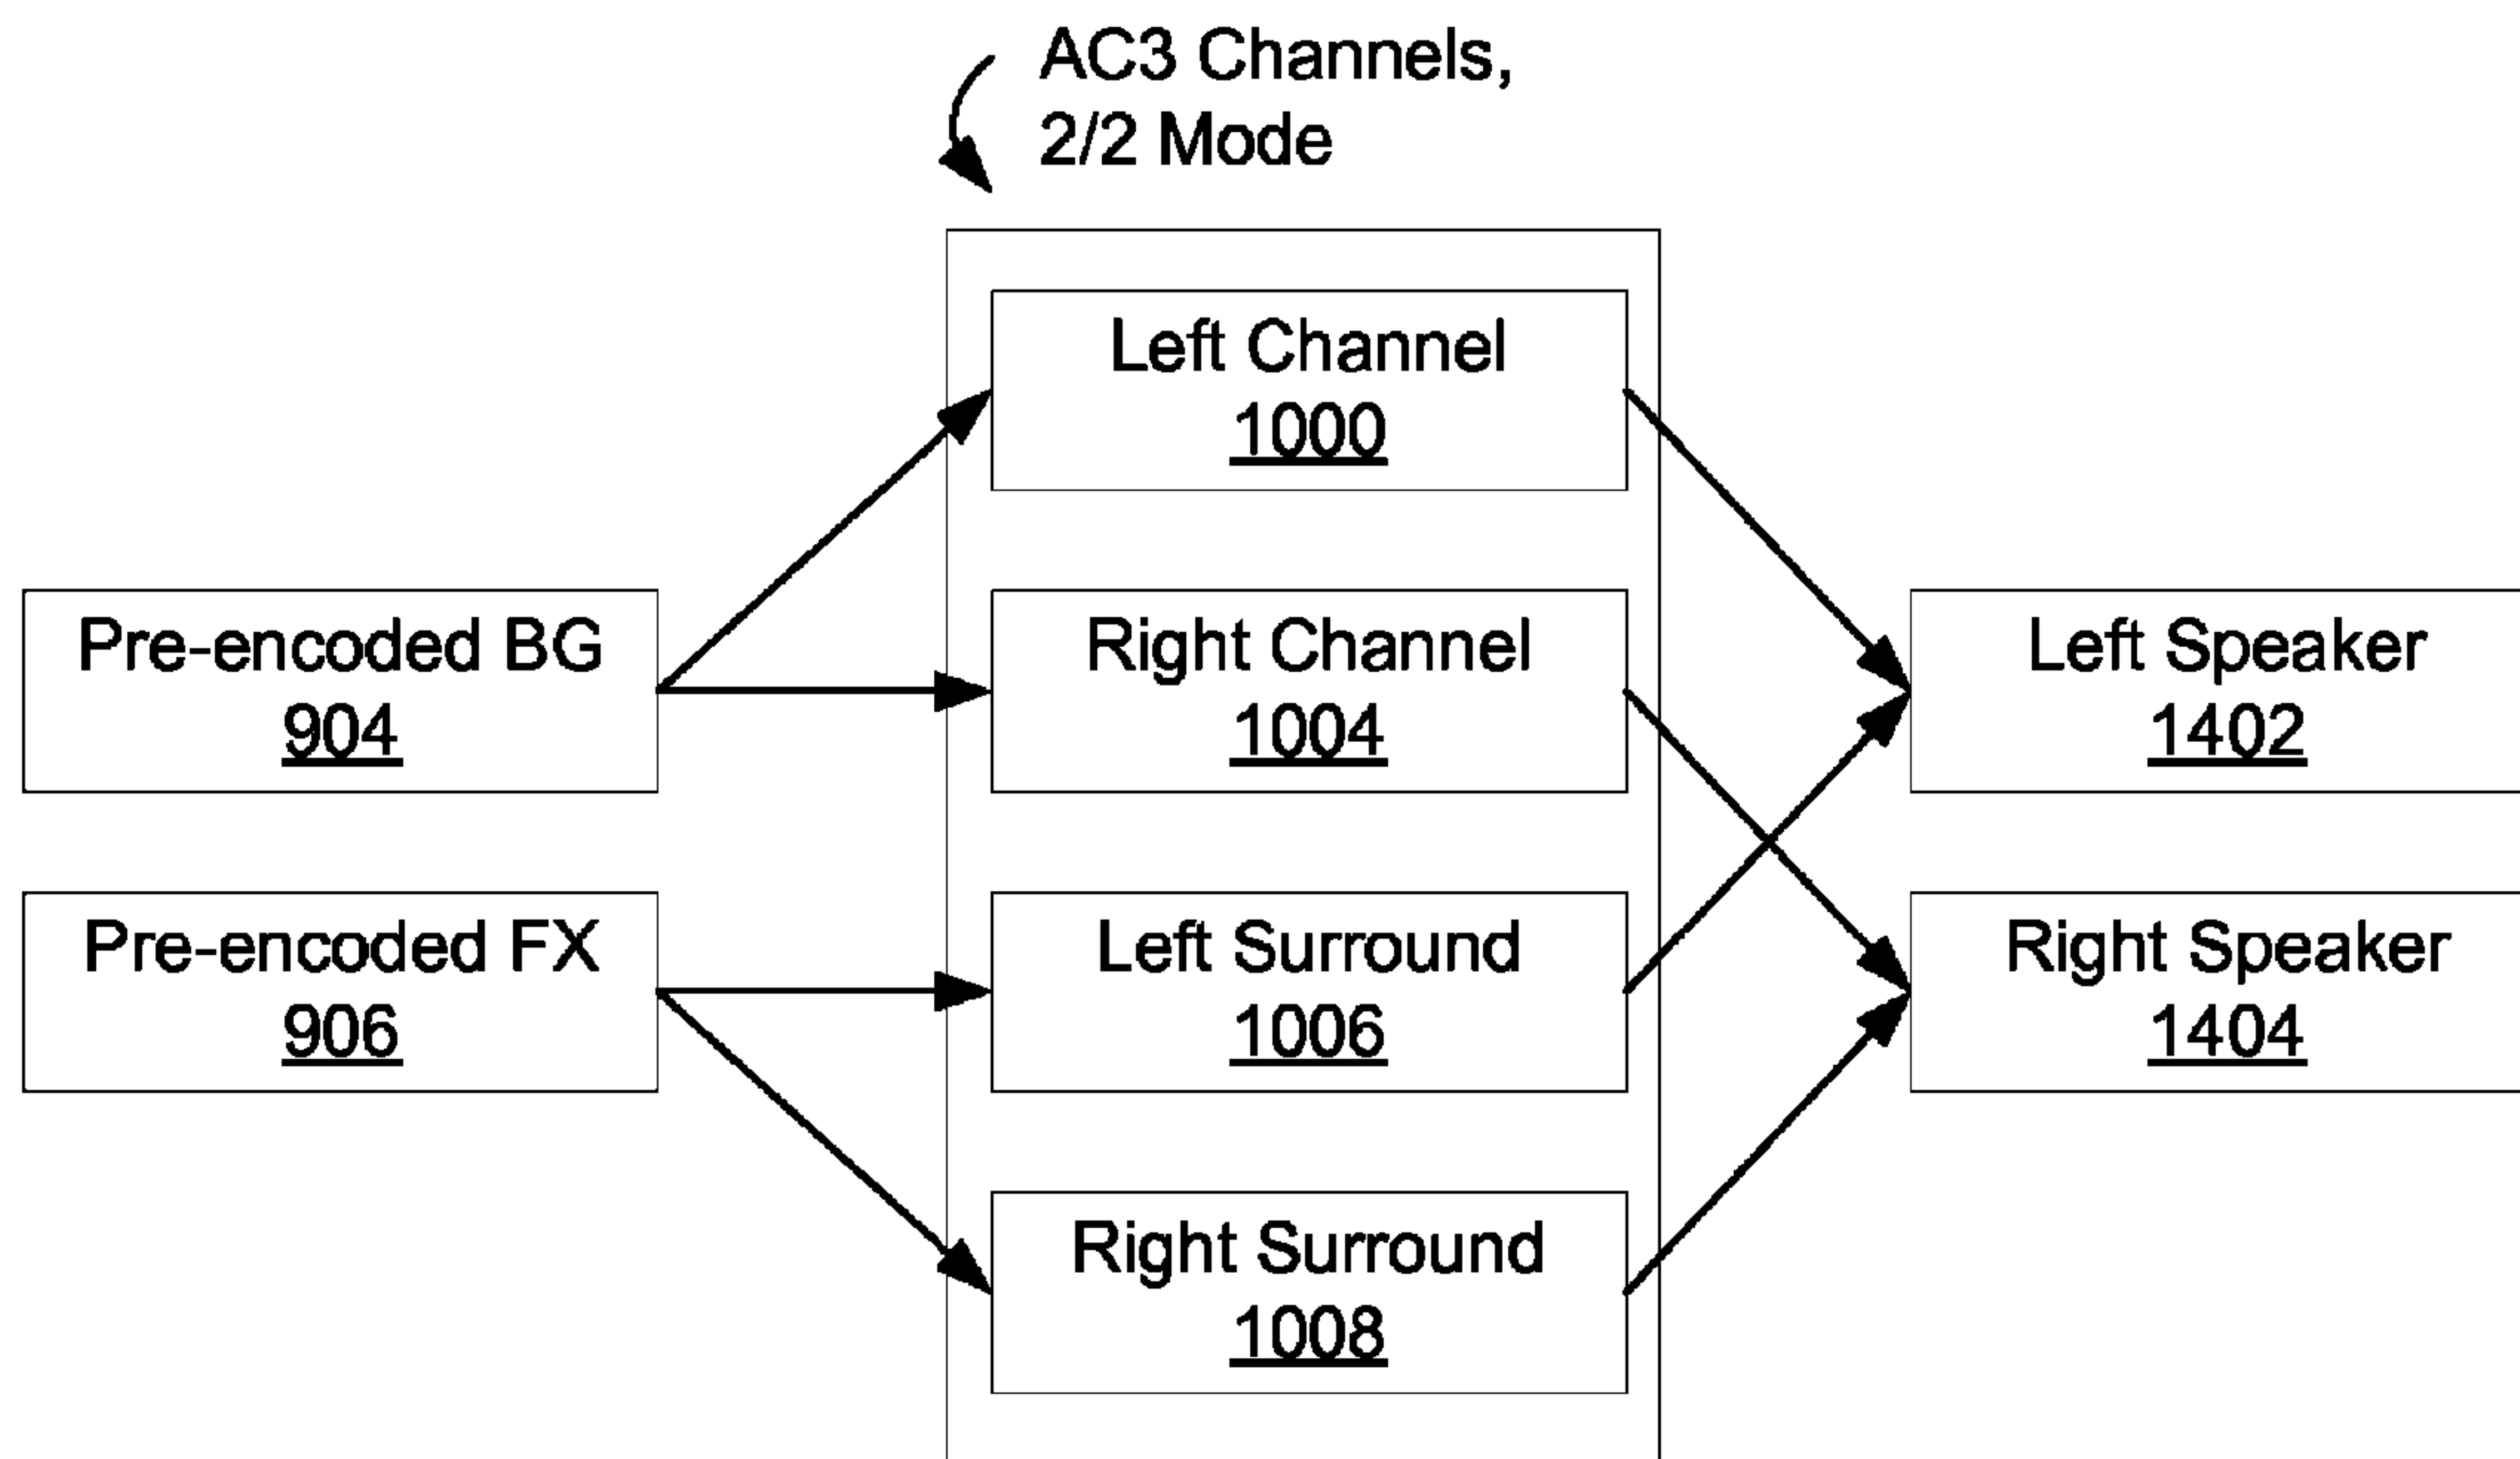 AC3 Channels,
2/2 Mode
Left Channel
1000
Pre-encoded BG
904
Right Channel
1004
Left Speaker
1402
Pre-encoded FX
906
Left Surround
1006
Right Speaker
1404
Right Surround
1008